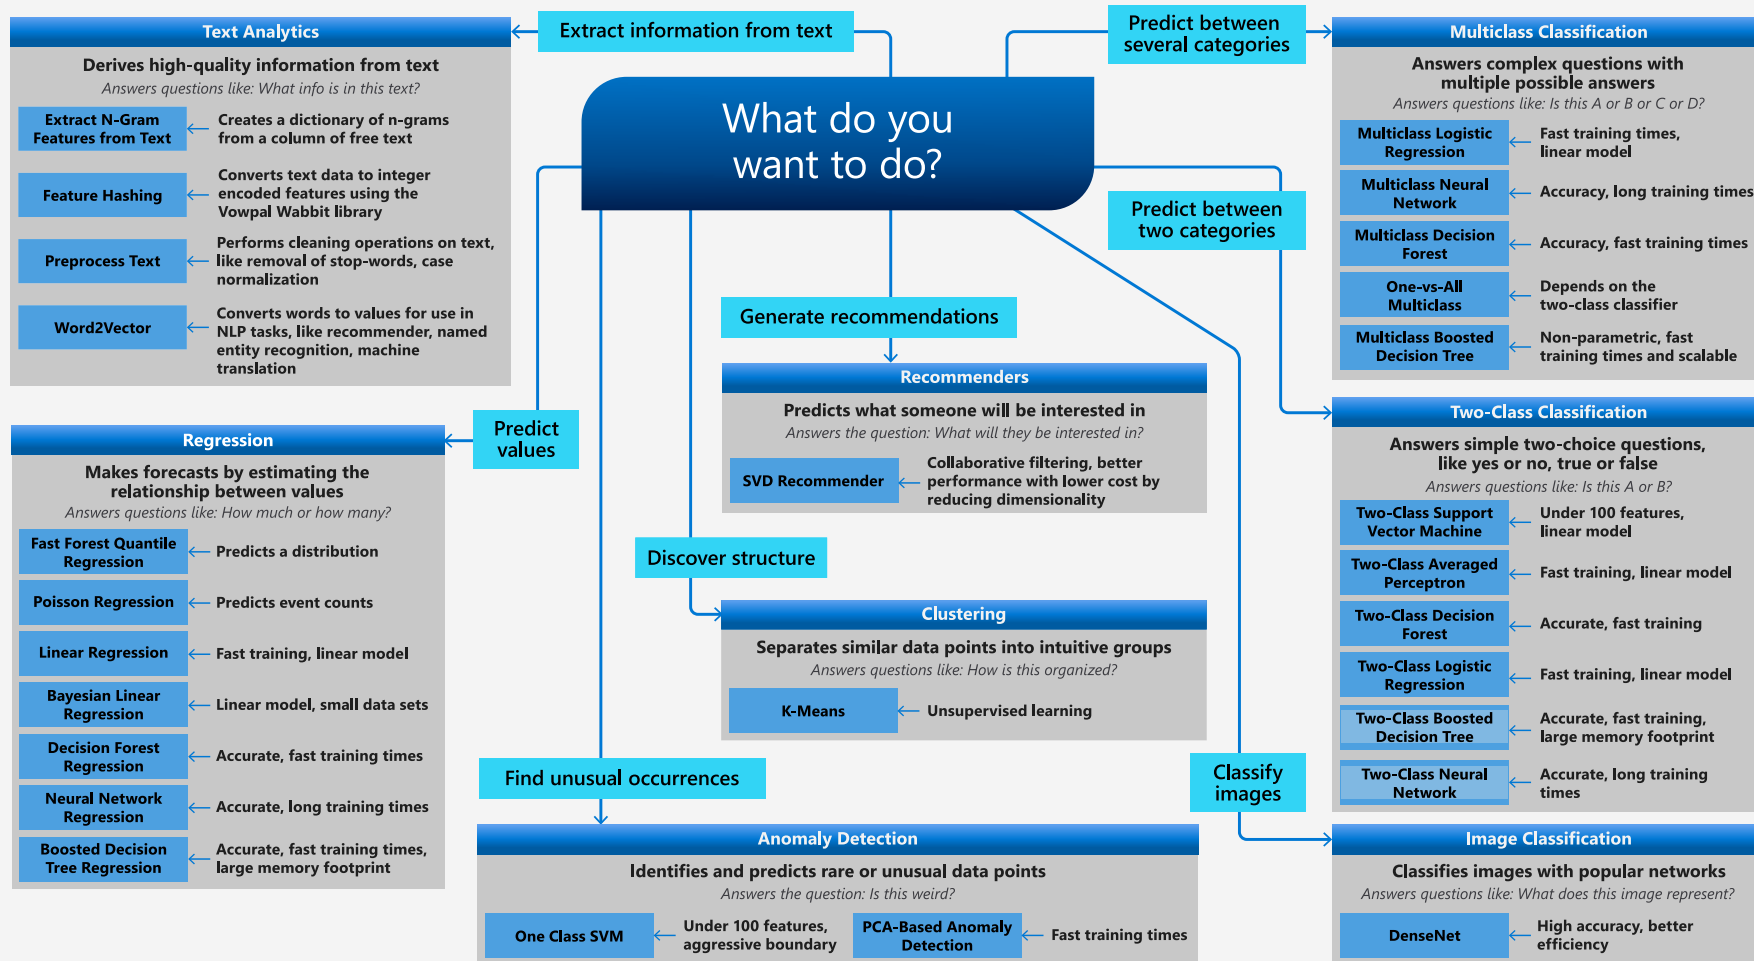 What do you
want to do?
Extract information from text
Text Analytics
Derives high-quality information from text
Answers questions like: What info is in this text?
Extract N-Gram
Features from Text
Creates a dictionary of n-grams
from a column of free text
Feature Hashing
Converts text data to integer
encoded features using the
Vowpal Wabbit library
Preprocess Text
Performs cleaning operations on text,
like removal of stop-words, case
normalization
Word2Vector
Converts words to values for use in
NLP tasks, like recommender, named
entity recognition, machine
translation
Predict
values
Regression
Makes forecasts by estimating the
relationship between values
Answers questions like: How much or how many?
Fast Forest Quantile
Regression
Predicts a distribution
Poisson Regression
Predicts event counts
Linear Regression
Fast training, linear model
Bayesian Linear
Regression
Linear model, small data sets
Decision Forest
Regression
Accurate, fast training times
Neural Network
Regression
Accurate, long training times
Boosted Decision
Tree Regression
Accurate, fast training times,
large memory footprint
Generate recommendations
Recommenders
Predicts what someone will be interested in
Answers the question: What will they be interested in?
SVD Recommender
Collaborative filtering, better
performance with lower cost by
reducing dimensionality
Discover structure
Clustering
Separates similar data points into intuitive groups
Answers questions like: How is this organized?
K-Means
Unsupervised learning
Find unusual occurrences
Anomaly Detection
Identifies and predicts rare or unusual data points
Answers the question: Is this weird?
One Class SVM
Under 100 features,
aggressive boundary
PCA-Based Anomaly
Detection
Fast training times
Predict between
several categories
Multiclass Classification
Answers complex questions with
multiple possible answers
Answers questions like: Is this A or B or C or D?
Multiclass Logistic
Regression
Fast training times,
linear model
Multiclass Neural
Network
Accuracy, long training times
Multiclass Decision
Forest
Accuracy, fast training times
One-vs-All
Multiclass
Depends on the
two-class classifier
Multiclass Boosted
Decision Tree
Non-parametric, fast
training times and scalable
Predict between
two categories
Two-Class Classification
Answers simple two-choice questions,
like yes or no, true or false
Answers questions like: Is this A or B?
Two-Class Support
Vector Machine
Under 100 features,
linear model
Two-Class Averaged
Perceptron
Fast training, linear model
Two-Class Decision
Forest
Accurate, fast training
Two-Class Logistic
Regression
Fast training, linear model
Two-Class Boosted
Decision Tree
Accurate, fast training,
large memory footprint
Two-Class Neural
Network
Accurate, long training
times
Classify
images
Image Classification
Classifies images with popular networks
Answers questions like: What does this image represent?
DenseNet
High accuracy, better
efficiency